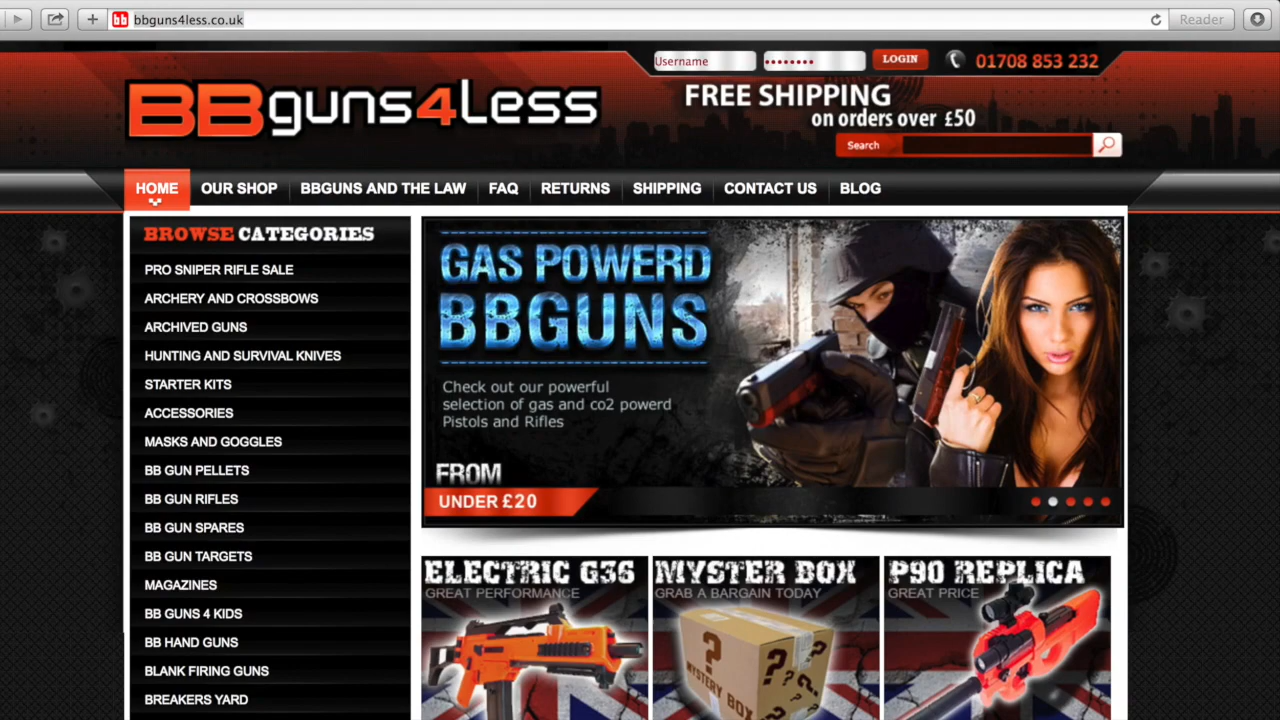 bbguns4less.co.uk
Reader
Username
LOGIN
01708 853 232
BBguns4Less
FREE SHIPPING
on orders over £50
Search
HOME
OUR SHOP
BBGUNS AND THE LAW
FAQ
RETURNS
SHIPPING
CONTACT US
BLOG
BROWSE CATEGORIES
PRO SNIPER RIFLE SALE
ARCHERY AND CROSSBOWS
ARCHIVED GUNS
HUNTING AND SURVIVAL KNIVES
STARTER KITS
ACCESSORIES
MASKS AND GOGGLES
BB GUN PELLETS
BB GUN RIFLES
BB GUN SPARES
BB GUN TARGETS
MAGAZINES
BB GUNS 4 KIDS
BB HAND GUNS
BLANK FIRING GUNS
BREAKERS YARD
GAS POWERD
BBGUNS
Check out our powerful
selection of gas and co2 powerd
Pistols and Rifles
FROM
UNDER £20
ELECTRIC G36
GREAT PERFORMANCE
MYSTER BOX
GRAB A BARGAIN TODAY
?
? ?
MYSTERY BOX
P90 REPLICA
GREAT PRICE